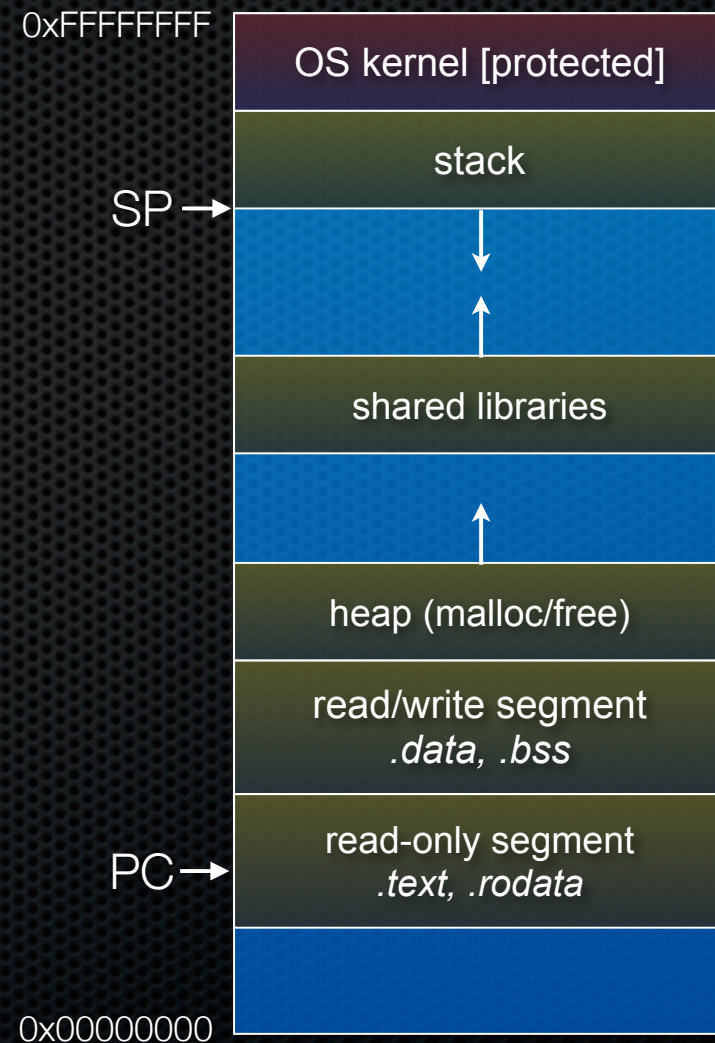 0xFFFFFFFF
OS kernel [protected]
stack
SP
shared libraries
heap (malloc/free)
read/write segment
.data, .bss
read-only segment
.text, .rodata
PC
0x00000000